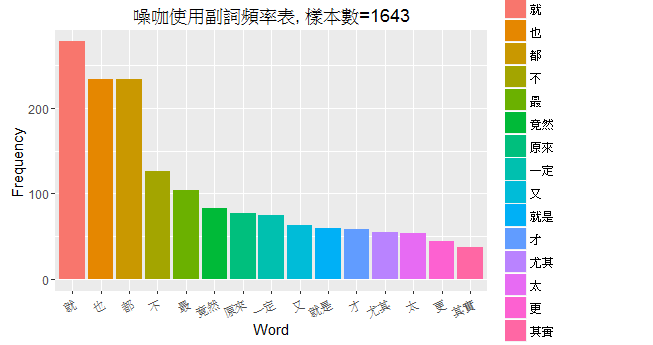 噪咖使用副詞頻率表, 樣本數=1643
Frequency
200
100
0
就
也
都
不
最
竟然
原來
一定
又
就是
才
尤其
太
更
其實
Word
就
也
都
不
最
竟然
原來
一定
又
就是
才
尤其
太
更
其實